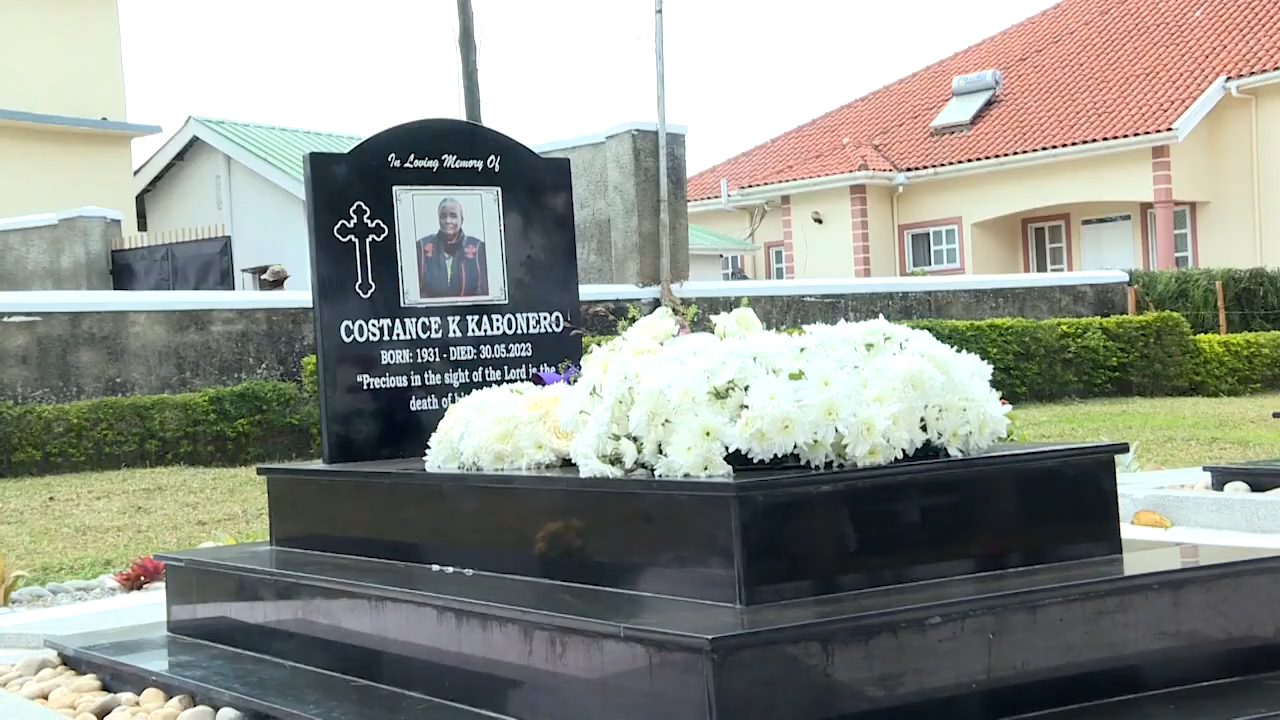 In Loving Memory Of
COSTANCE K KABONERO
BORN: 1931 - DIED: 30.05.2023
"Precious in the sight of the Lord is the
death of